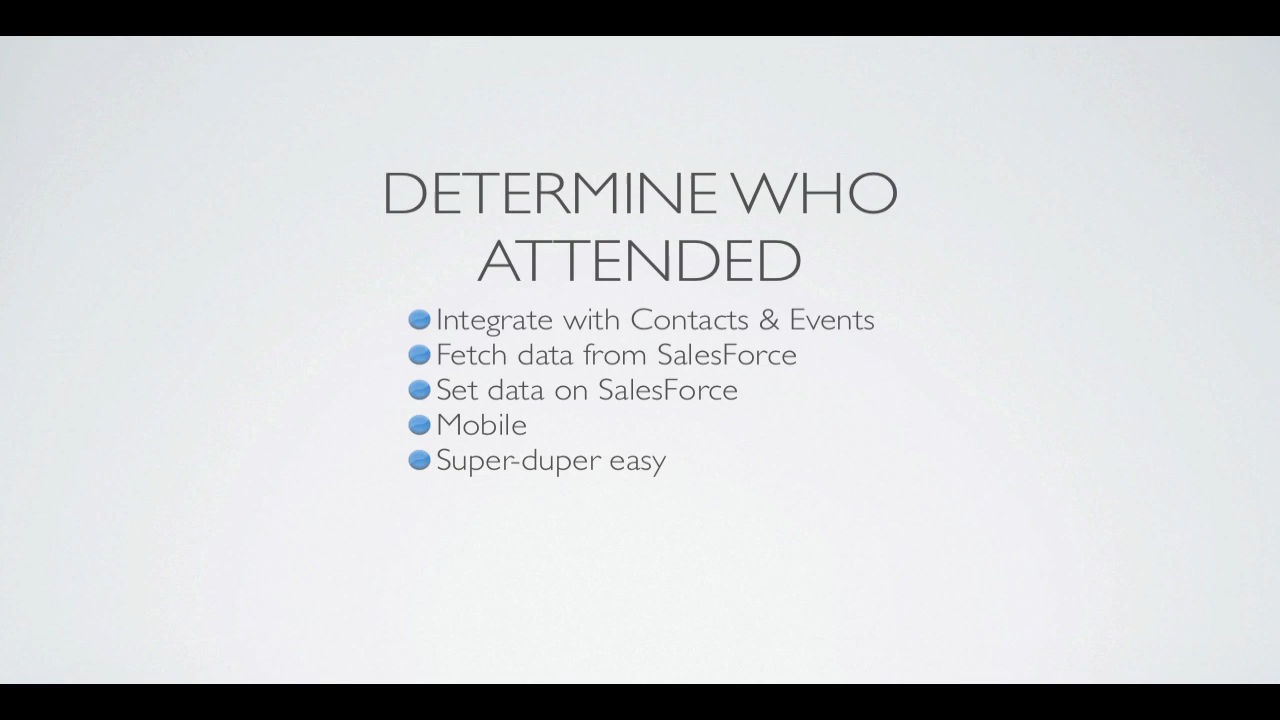 DETERMINE WHO
ATTENDED
Integrate with Contacts & Events
Fetch data from SalesForce
Set data on SalesForce
Mobile
Super-duper easy